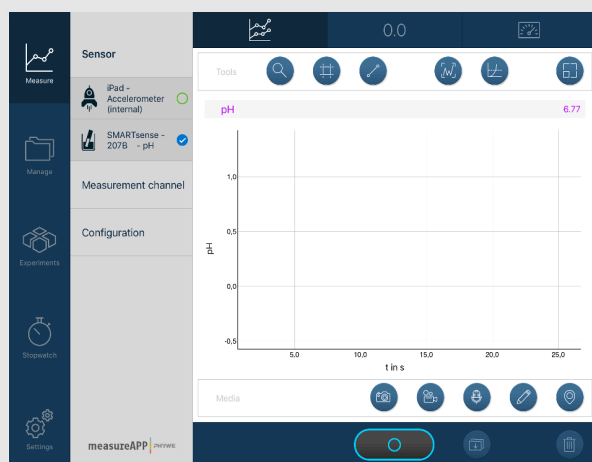 0.0
Measure
Manage
Experiments
Stopwatch
Settings
Sensor
iPad -
Accelerometer
(internal)
SMARTsense -
207B - pH
Measurement channel
Configuration
measureAPP PHYWE
Tools
pH 6.77
1,0
0,5
0,0
-0,5
pH
5,0 10,0 15,0 20,0 25,0
t in s
Media